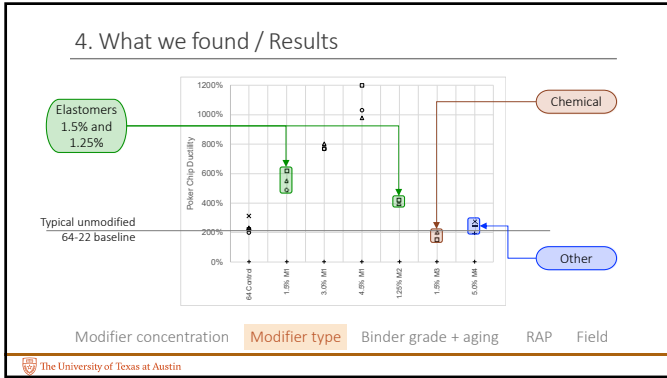 4. What we found / Results
Elastomers
1.5% and
1.25%
Typical unmodified
64-22 baseline
Poker Chip Ductility
1200%
1000%
800%
600%
400%
200%
0%
64 Control
1.5% M1
3.0% M1
4.5% M1
1.25% M2
1.5% M3
5.0% M4
Chemical
Other
Modifier concentration Modifier type Binder grade + aging RAP Field
The University of Texas at Austin